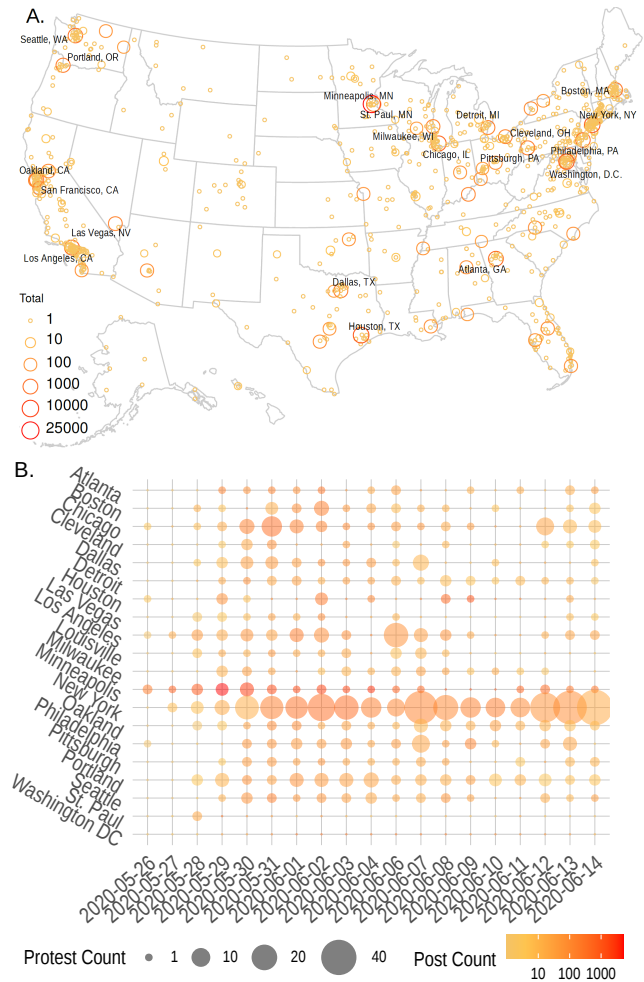 A.
Seattle, WA
Portland, OR
Minneapolis, MN
St. Paul, MN
Boston, MA
New York, NY
Detroit, MI
Milwaukee, WI
Cleveland, OH
Chicago, IL
Pittsburgh, PA
Philadelphia, PA
Washington, D.C.
Oakland, CA
San Francisco, CA
Las Vegas, NV
Los Angeles, CA
Atlanta, GA
Dallas, TX
Houston, TX
Total
1
10
100
1000
10000
25000
B.
Atlanta
Boston
Chicago
Cleveland
Dallas
Detroit
Houston
Las Vegas
Los Angeles
Louisville
Milwaukee
Minneapolis
New York
Oakland
Philadelphia
Pittsburgh
Portland
Seattle
St. Paul
Washington DC
2020-05-26
2020-05-27
2020-05-28
2020-05-29
2020-05-30
2020-05-31
2020-06-01
2020-06-02
2020-06-03
2020-06-04
2020-06-06
2020-06-07
2020-06-08
2020-06-09
2020-06-10
2020-06-11
2020-06-12
2020-06-13
2020-06-14
Protest Count 1 10 20 40
Post Count
10 100 1000